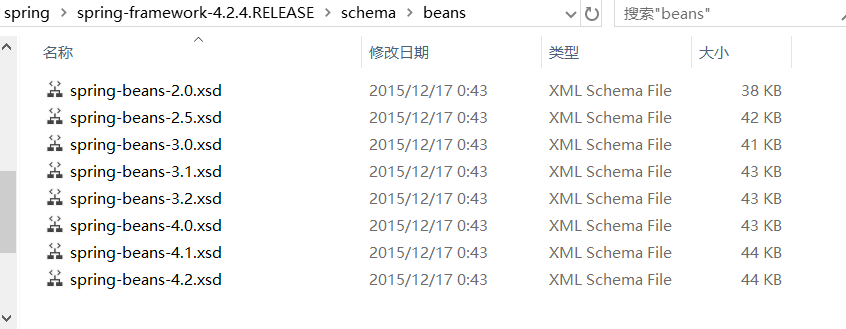 spring › spring-framework-4.2.4.RELEASE › schema › beans 搜索"beans"
名称 修改日期 类型 大小
spring-beans-2.0.xsd 2015/12/17 0:43 XML Schema File 38 KB
spring-beans-2.5.xsd 2015/12/17 0:43 XML Schema File 42 KB
spring-beans-3.0.xsd 2015/12/17 0:43 XML Schema File 41 KB
spring-beans-3.1.xsd 2015/12/17 0:43 XML Schema File 43 KB
spring-beans-3.2.xsd 2015/12/17 0:43 XML Schema File 43 KB
spring-beans-4.0.xsd 2015/12/17 0:43 XML Schema File 43 KB
spring-beans-4.1.xsd 2015/12/17 0:43 XML Schema File 44 KB
spring-beans-4.2.xsd 2015/12/17 0:43 XML Schema File 44 KB